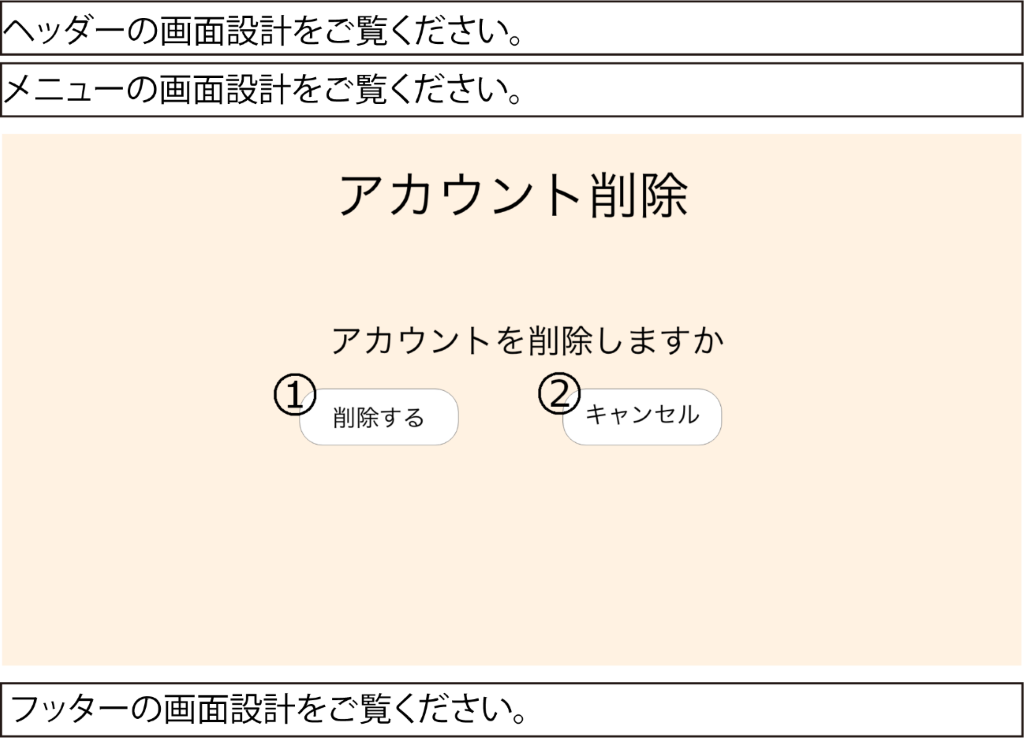 ヘッダーの画面設計をご覧ください。
メニューの画面設計をご覧ください。
アカウント削除
アカウントを削除しますか
① 削除する ② キャンセル
フッターの画面設計をご覧ください。